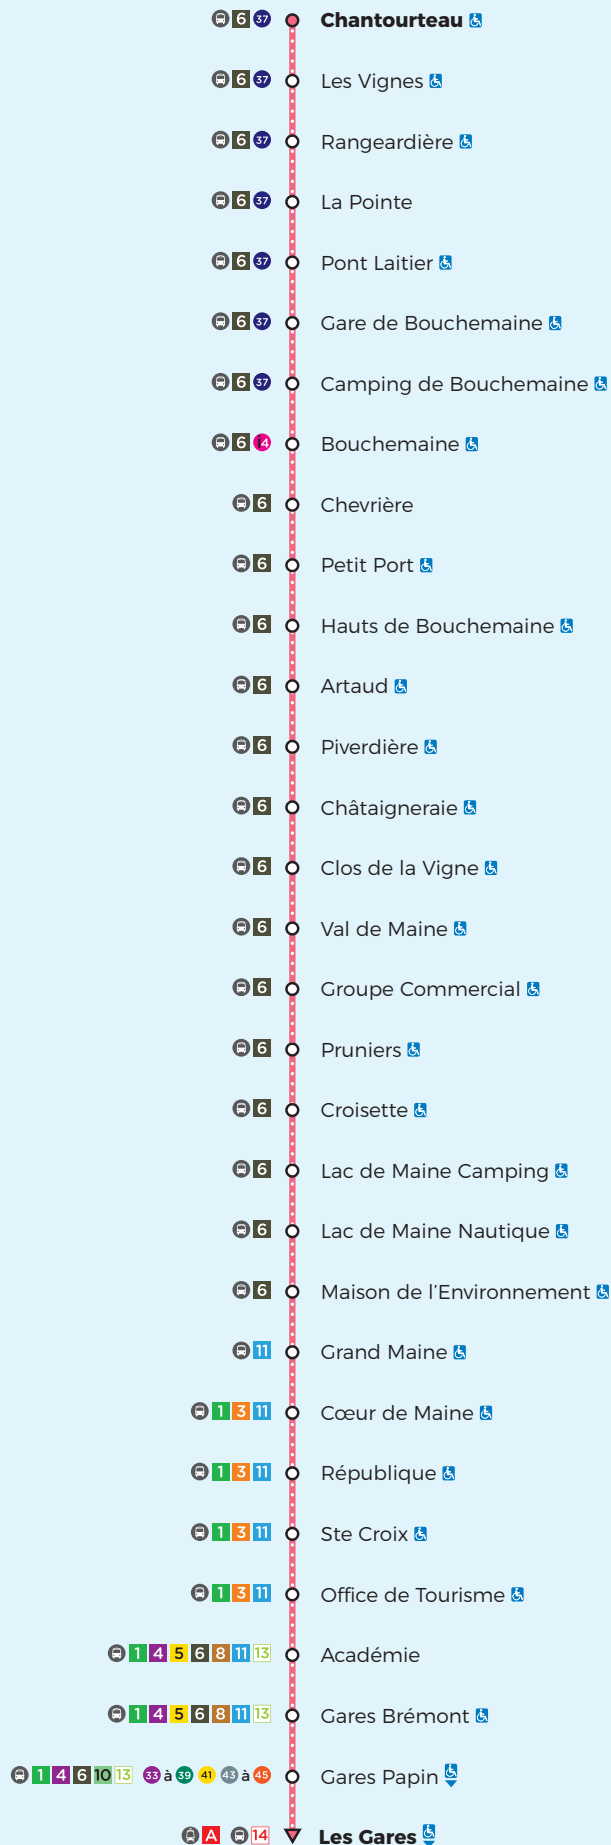 6 37 Chantourteau
6 37 Les Vignes
6 37 Rangeardière
6 37 La Pointe
6 37 Pont Laitier
6 37 Gare de Bouchemaine
6 37 Camping de Bouchemaine
6 i4 Bouchemaine
6 Chevrière
6 Petit Port
6 Hauts de Bouchemaine
6 Artaud
6 Piverdière
6 Châtaigneraie
6 Clos de la Vigne
6 Val de Maine
6 Groupe Commercial
6 Pruniers
6 Croisette
6 Lac de Maine Camping
6 Lac de Maine Nautique
6 Maison de l'Environnement
11 Grand Maine
1 3 11 Cœur de Maine
1 3 11 République
1 3 11 Ste Croix
1 3 11 Office de Tourisme
1 4 5 6 8 11 13 Académie
1 4 5 6 8 11 13 Gares Brémont
1 4 6 10 13 33 à 39 41 43 à 45 Gares Papin
A 14 Les Gares